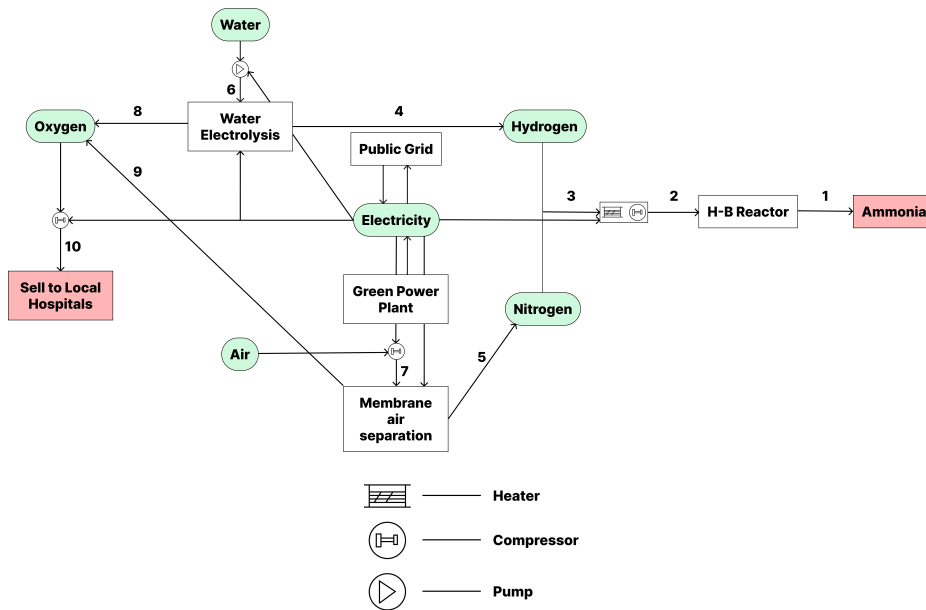 Water
6
Oxygen
8
Water
Electrolysis
4
Hydrogen
Public Grid
9
3
2
1
Electricity
H-B Reactor
Ammonia
10
Sell to Local
Hospitals
Green Power
Plant
Nitrogen
Air
7
5
Membrane
air
separation
Heater
Compressor
Pump